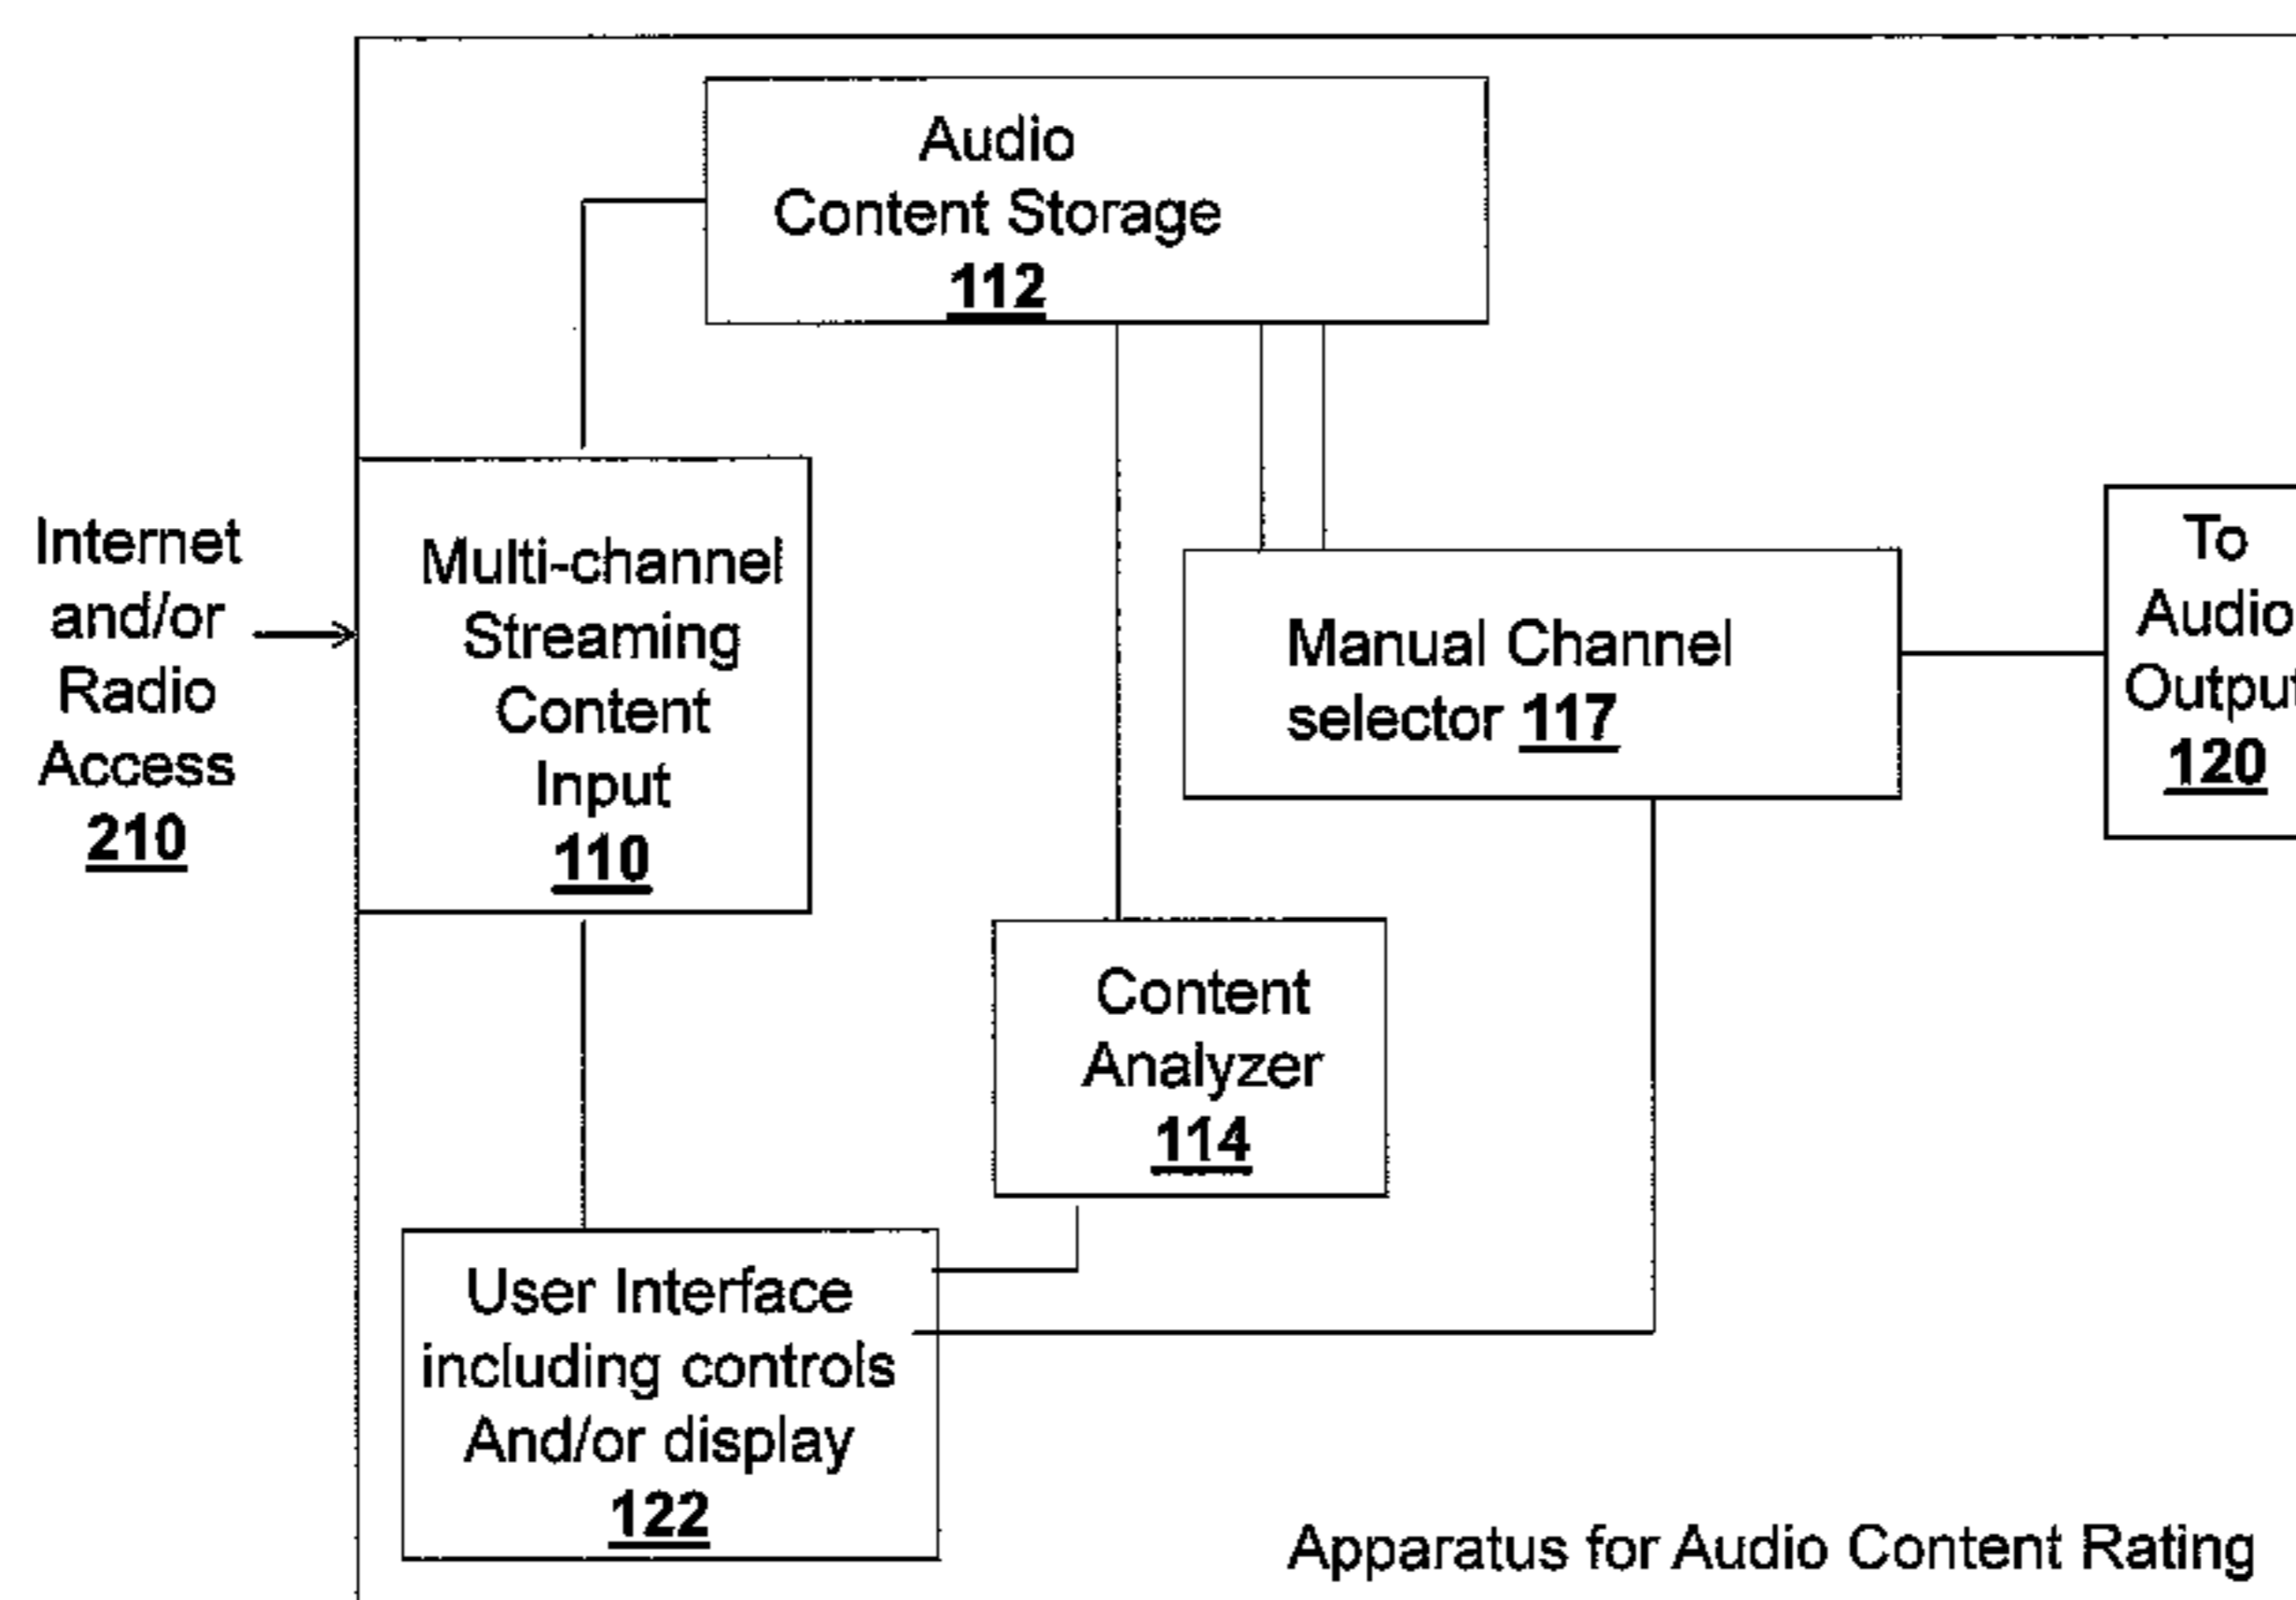 Audio
Content Storage
112
Internet
and/or
Radio
Access
210
Multi-channel
Streaming
Content
Input
110
Manual Channel
selector 117
To
Audio
Output
120
Content
Analyzer
114
User Interface
including controls
And/or display
122
Apparatus for Audio Content Rating